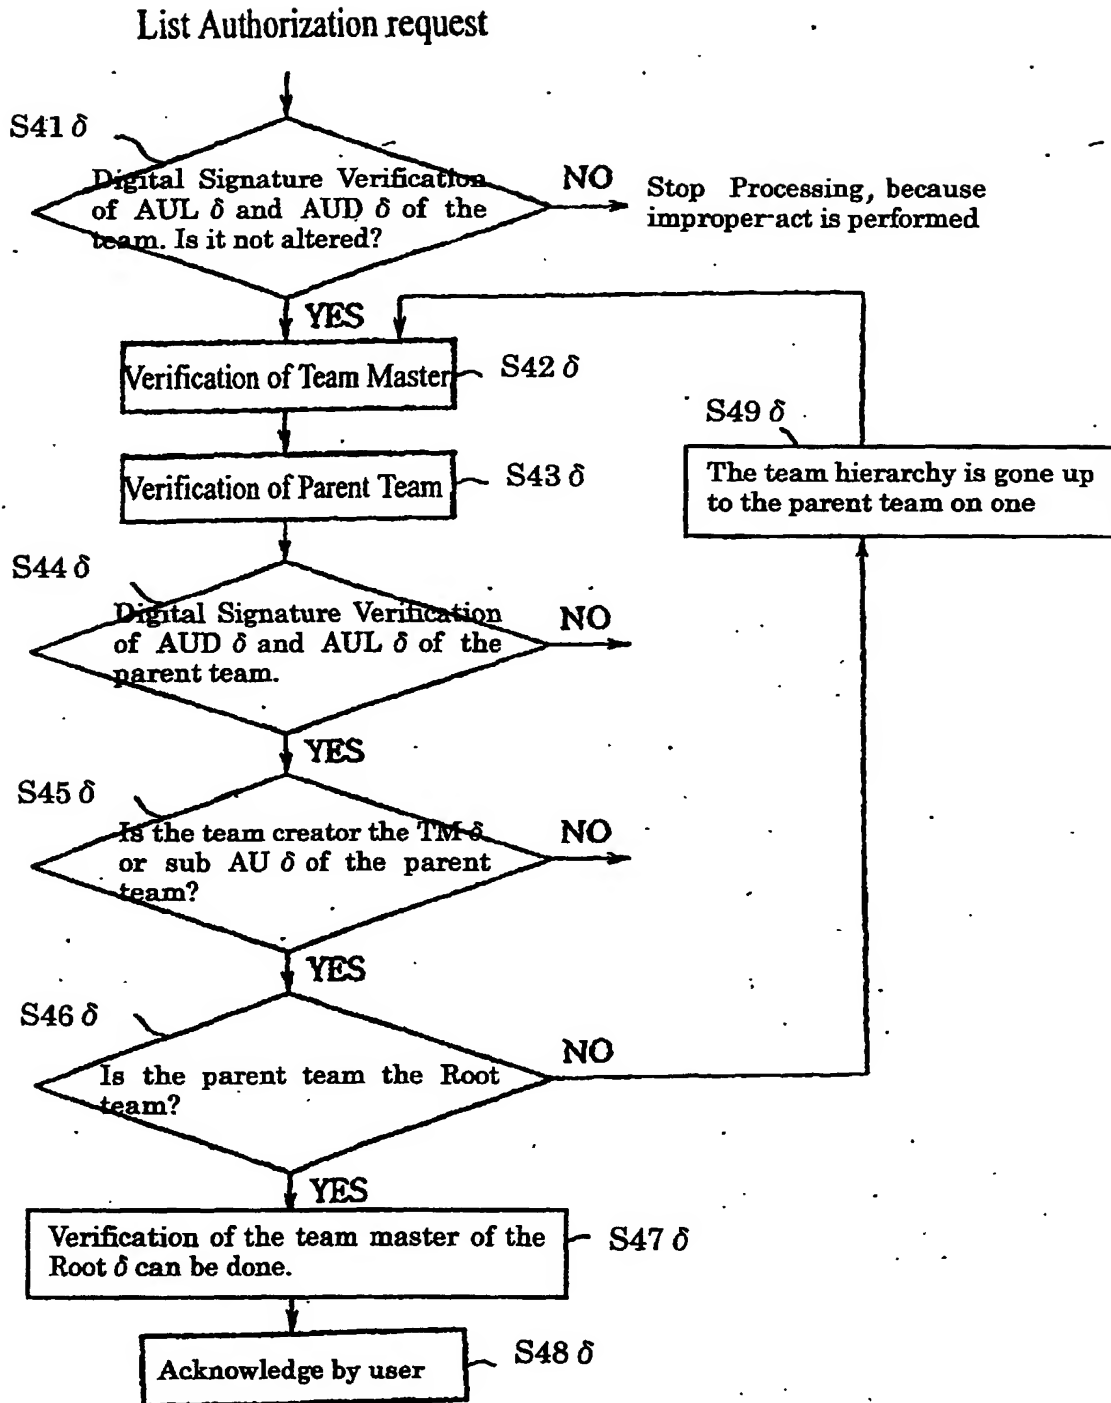 List Authorization request
S41 δ
Digital Signature Verification
of AUL δ and AUD δ of the
team. Is it not altered?
NO
Stop Processing, because
improper-act is performed
YES
Verification of Team Master
S42 δ
S49 δ
The team hierarchy is gone up
to the parent team on one
Verification of Parent Team
S43 δ
S44 δ
Digital Signature Verification
of AUD δ and AUL δ of the
parent team.
NO
YES
S45 δ
Is the team creator the TM δ
or sub AU δ of the parent
team?
NO
YES
S46 δ
Is the parent team the Root
team?
NO
YES
Verification of the team master of the
Root δ can be done.
S47 δ
Acknowledge by user
S48 δ